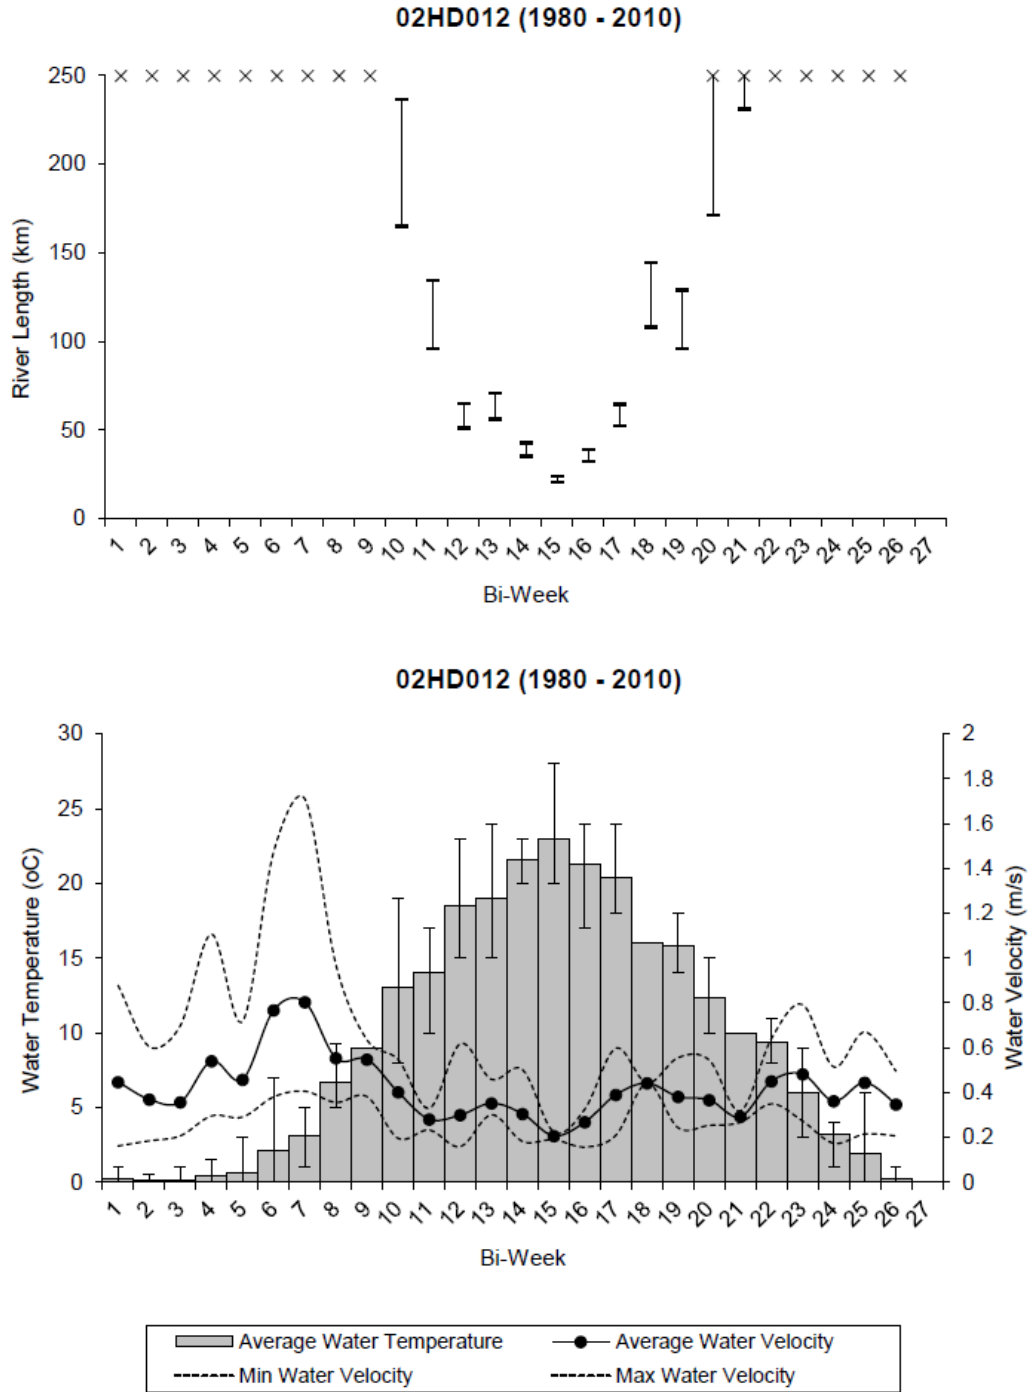 02HD012 (1980 - 2010)
250
200
150
100
50
0
River Length (km)
1 2 3 4 5 6 7 8 9 10 11 12 13 14 15 16 17 18 19 20 21 22 23 24 25 26 27
Bi-Week
02HD012 (1980 - 2010)
30
25
20
15
10
5
0
Water Temperature (oC)
2
1.8
1.6
1.4
1.2
1
0.8
0.6
0.4
0.2
0
Water Velocity (m/s)
1 2 3 4 5 6 7 8 9 10 11 12 13 14 15 16 17 18 19 20 21 22 23 24 25 26 27
Bi-Week
Average Water Temperature
Average Water Velocity
Min Water Velocity
Max Water Velocity